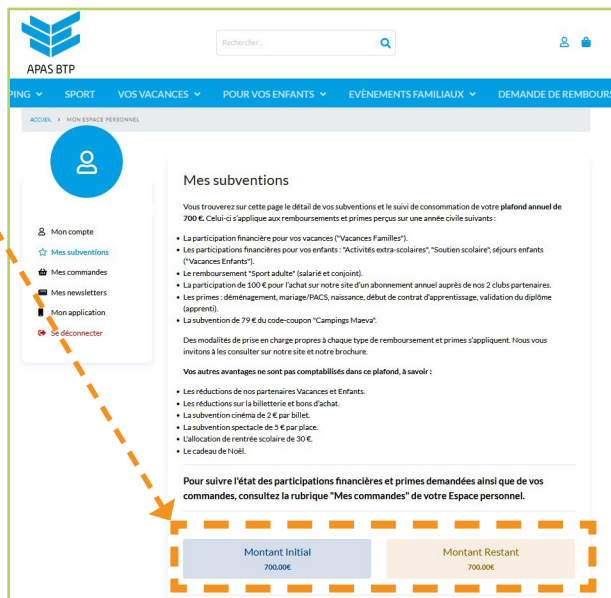 APAS BTP
Rechercher...
PING SPORT VOS VACANCES POUR VOS ENFANTS EVÈNEMENTS FAMILIAUX DEMANDE DE REMBOURS
ACCUEIL > MON ESPACE PERSONNEL
Mon compte
Mes subventions
Mes commandes
Mes newsletters
Mon application
Se déconnecter
Mes subventions
Vous trouverez sur cette page le détail de vos subventions et le suivi de consommation de votre plafond annuel de
700 €. Celui-ci s'applique aux remboursements et primes perçus sur une année civile suivants :
• La participation financière pour vos vacances ("Vacances Familles").
• Les participations financières pour vos enfants : "Activités extra-scolaires", "Soutien scolaire", séjours enfants
("Vacances Enfants").
• Le remboursement "Sport adulte" (salarié et conjoint).
• La participation de 100 € pour l'achat sur notre site d'un abonnement annuel auprès de nos 2 clubs partenaires.
• Les primes : déménagement, mariage/PACS, naissance, début de contrat d'apprentissage, validation du diplôme
(apprenti).
• La subvention de 79 € du code-coupon "Campings Maeva".
Des modalités de prise en charge propres à chaque type de remboursement et primes s'appliquent. Nous vous
invitons à les consulter sur notre site et notre brochure.
Vos autres avantages ne sont pas comptabilisés dans ce plafond, à savoir :
• Les réductions de nos partenaires Vacances et Enfants.
• Les réductions sur la billetterie et bons d'achat.
• La subvention cinéma de 2 € par billet.
• La subvention spectacle de 5 € par place.
• L'allocation de rentrée scolaire de 30 €.
• Le cadeau de Noël.
Pour suivre l'état des participations financières et primes demandées ainsi que de vos
commandes, consultez la rubrique "Mes commandes" de votre Espace personnel.
Montant Initial
700.00€
Montant Restant
700.00€